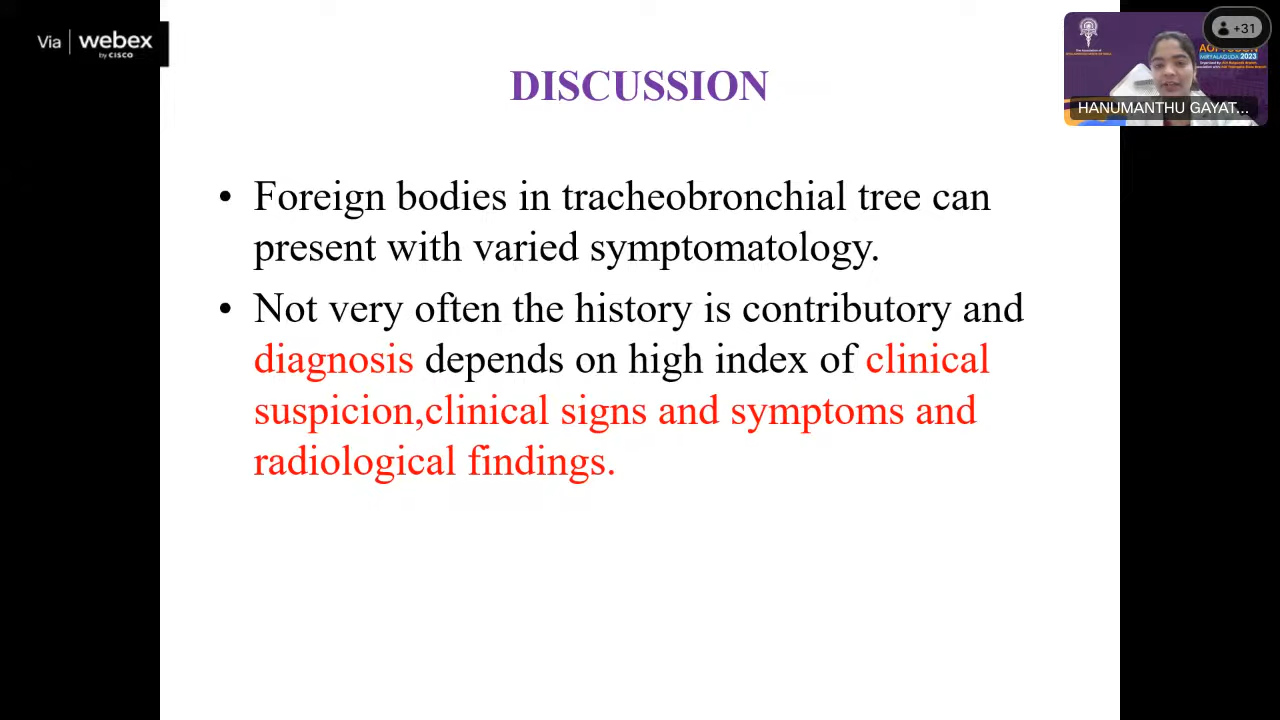 Via webex
by CISCO
+31
MIRYALAGUDA 2023
HANUMANTHU GAYAT...
DISCUSSION
• Foreign bodies in tracheobronchial tree can
present with varied symptomatology.
• Not very often the history is contributory and
diagnosis depends on high index of clinical
suspicion,clinical signs and symptoms and
radiological findings.